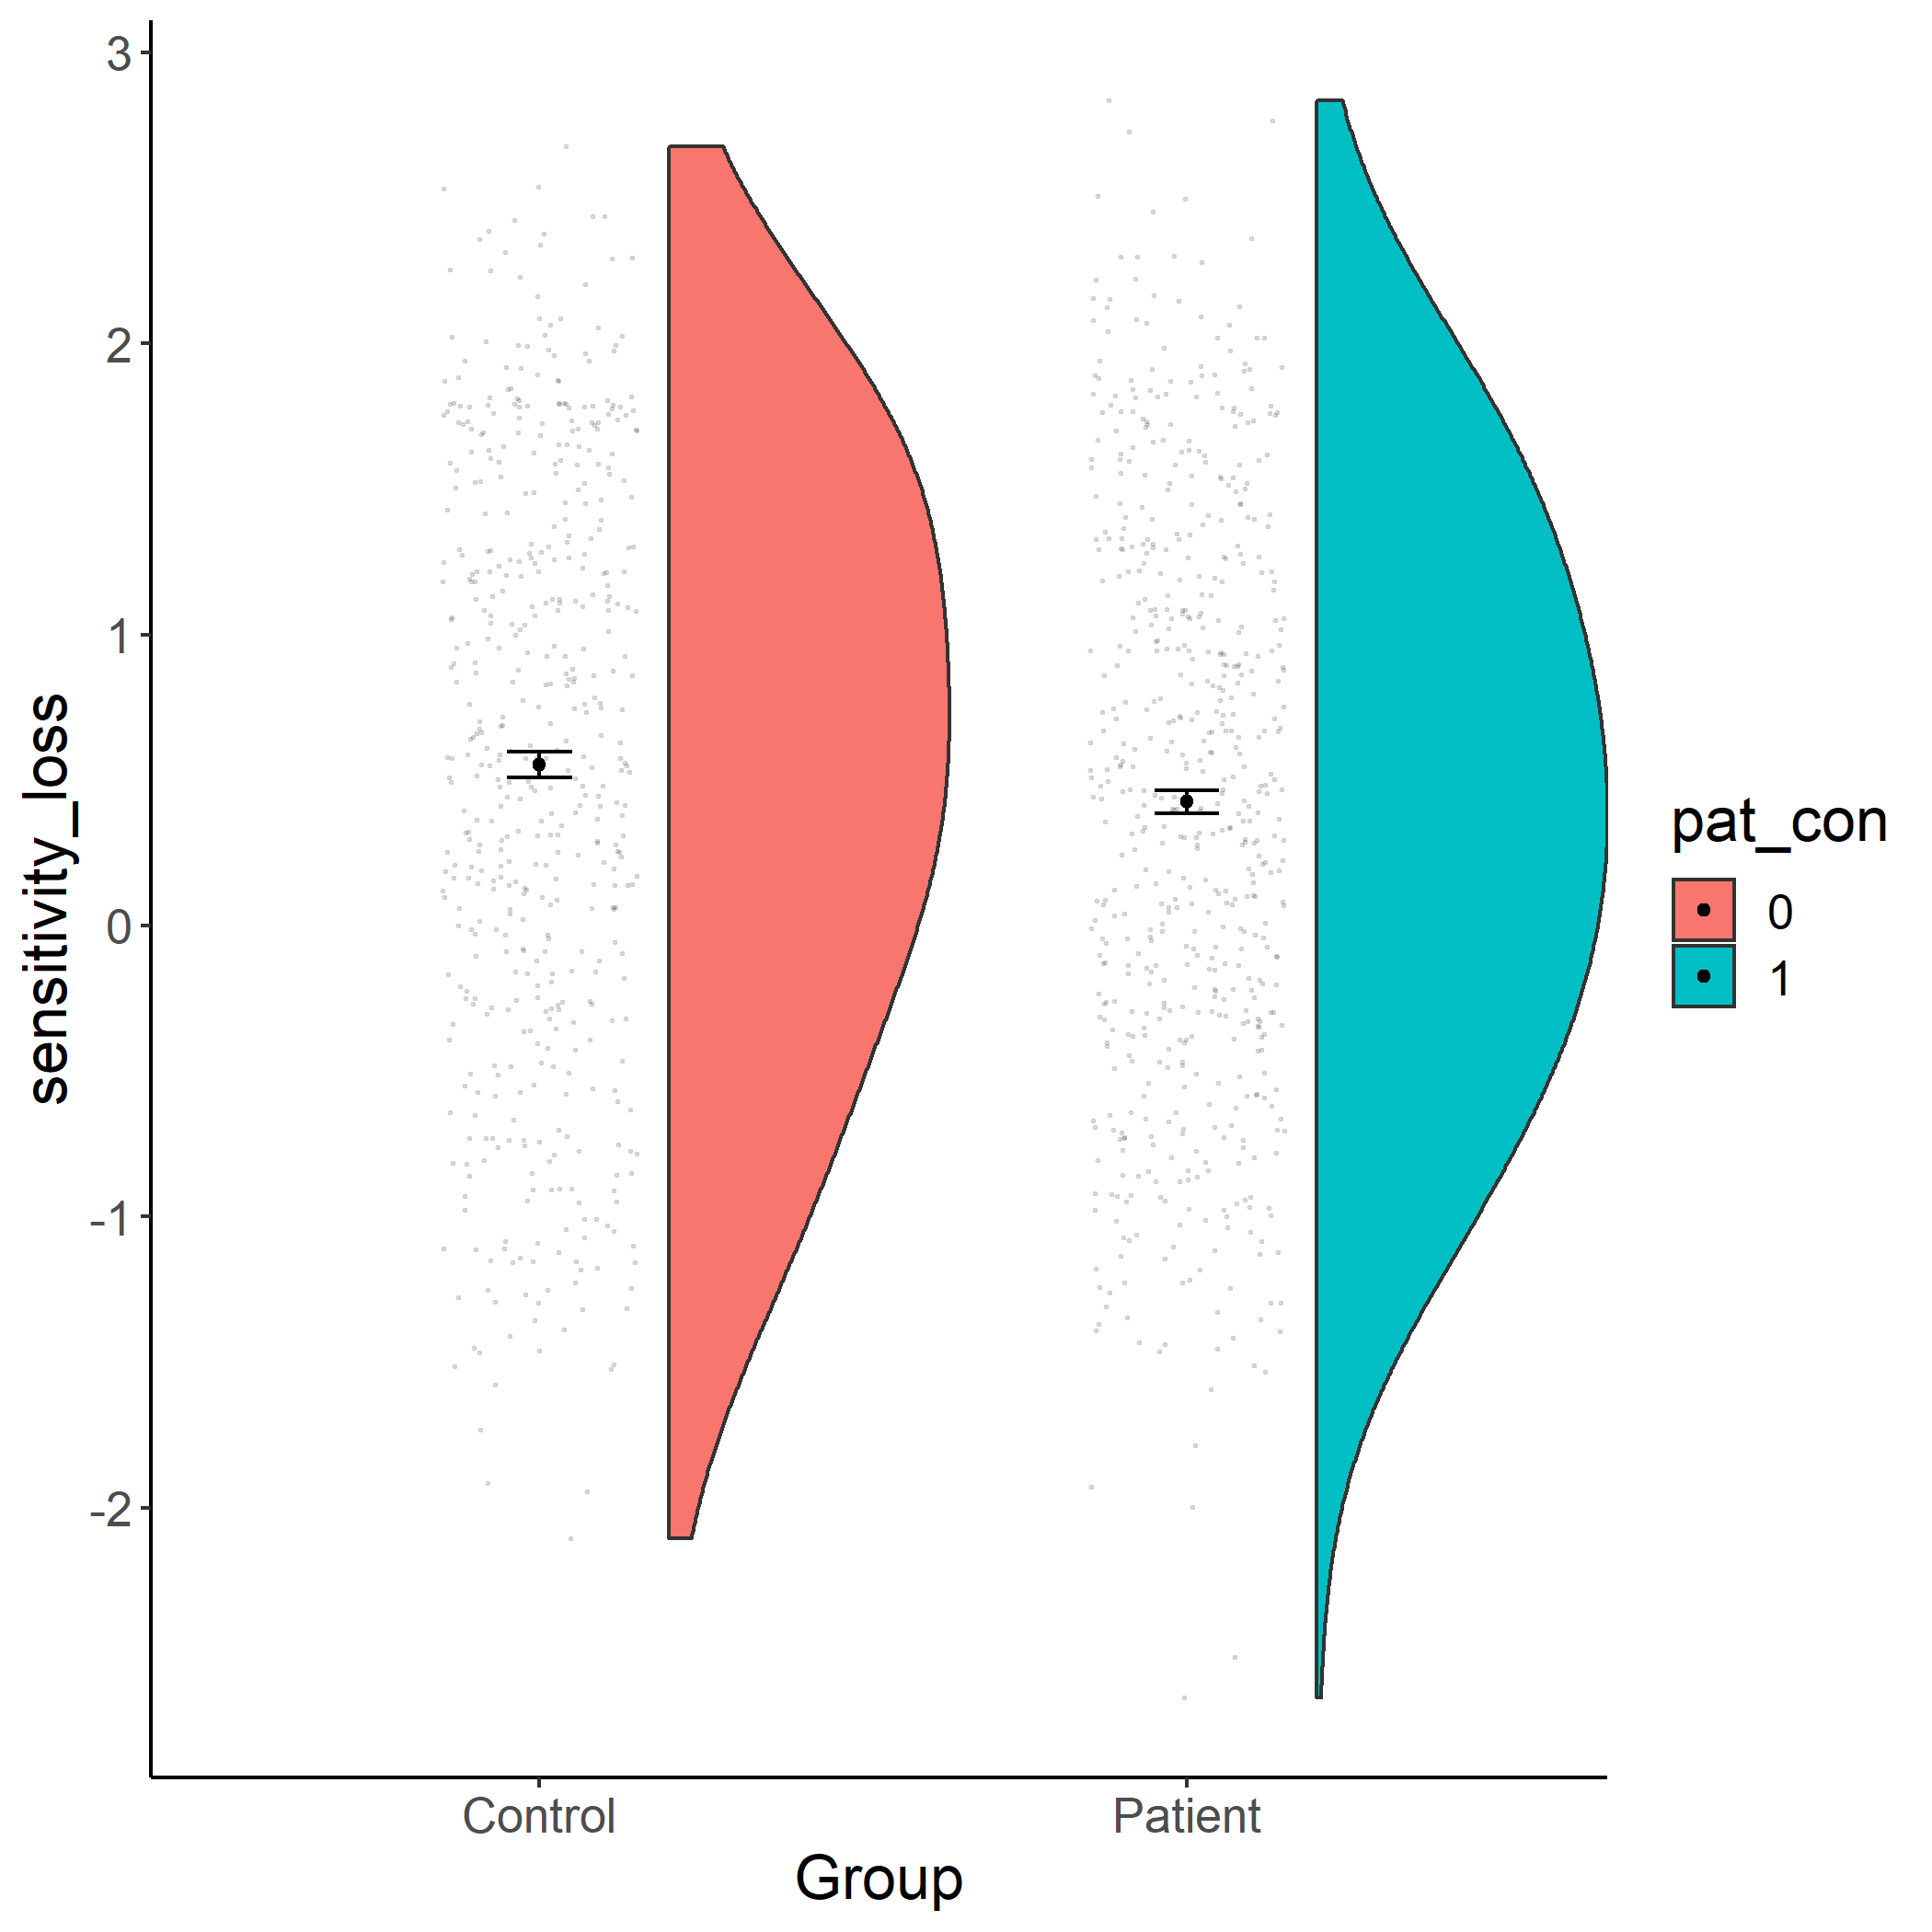 3
2
1
0
-1
-2
sensitivity_loss
Control
Patient
Group
pat_con
0
1